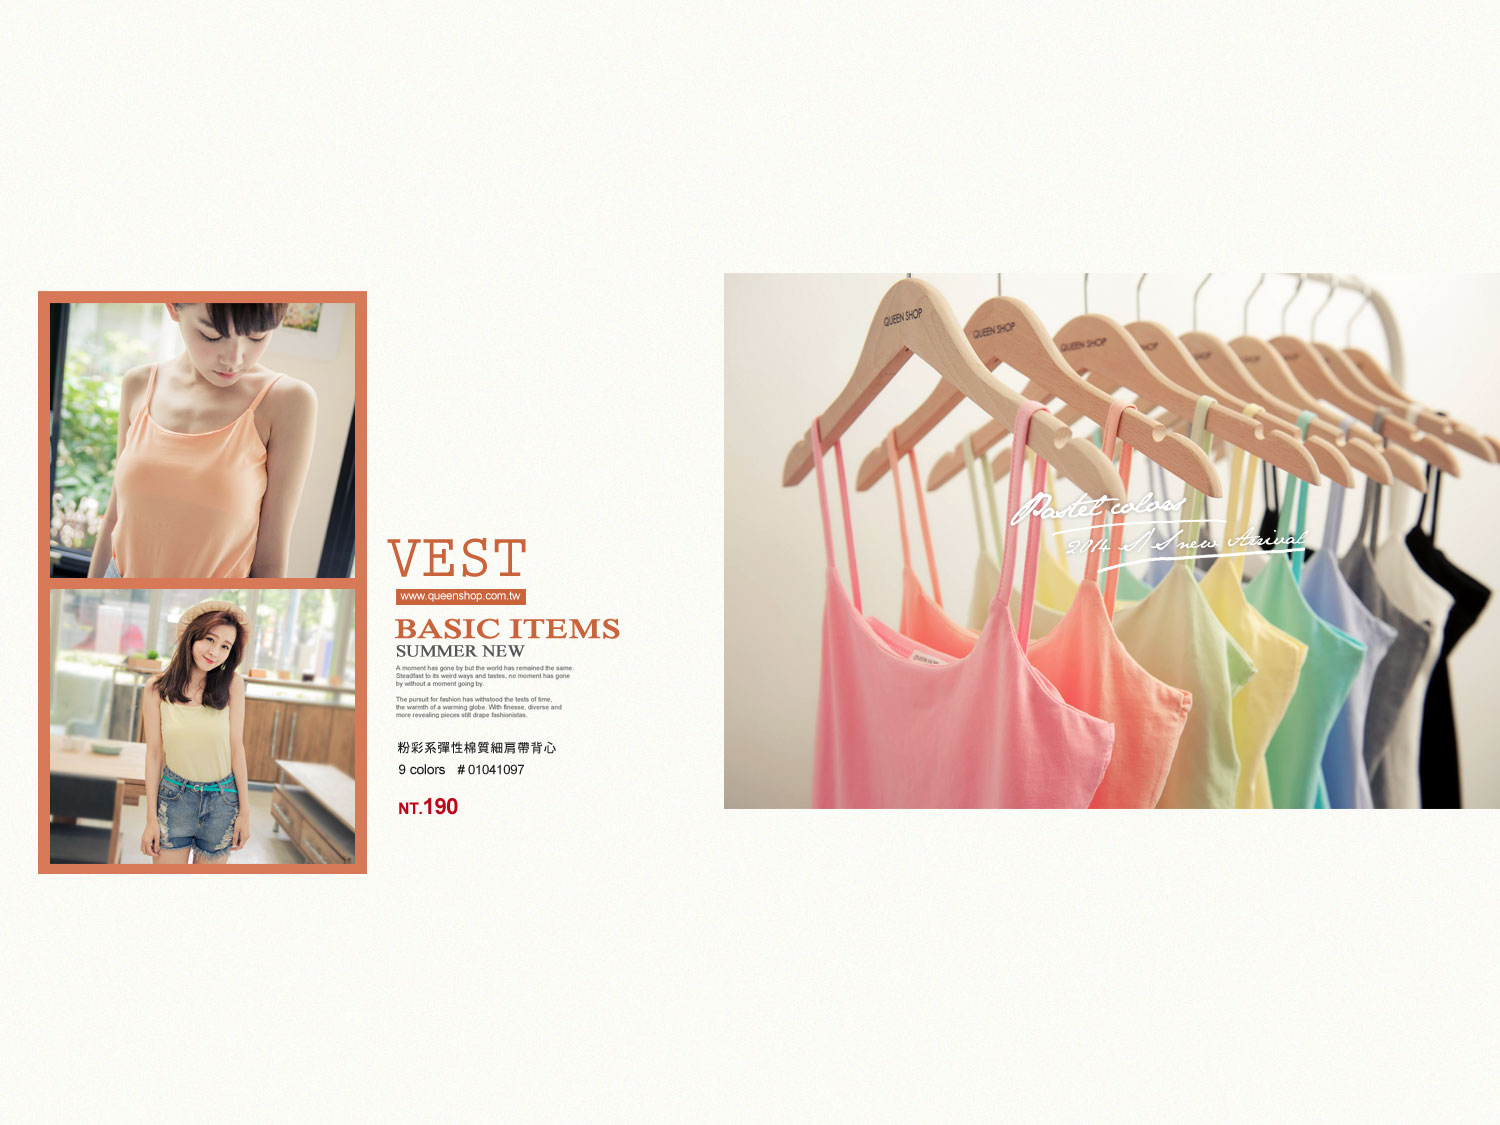 VEST
www.queenshop.com.tw
BASIC ITEMS
SUMMER NEW
A moment has gone by but the world has remained the same.
Steadfast to its weird ways and tastes, no moment has gone
by without a moment going by.
The pursuit for fashion has withstood the tests of time,
the warmth of a warming globe. With finesse, diverse and
more revealing pieces still drape fashionistas.
粉彩系彈性棉質細肩帶背心
9 colors # 01041097
NT.190
QUEEN SHOP
QUEEN SHOP
QUEEN SHOP
Pastel colors
2014 S/S new Arrival
QUEEN SHOP